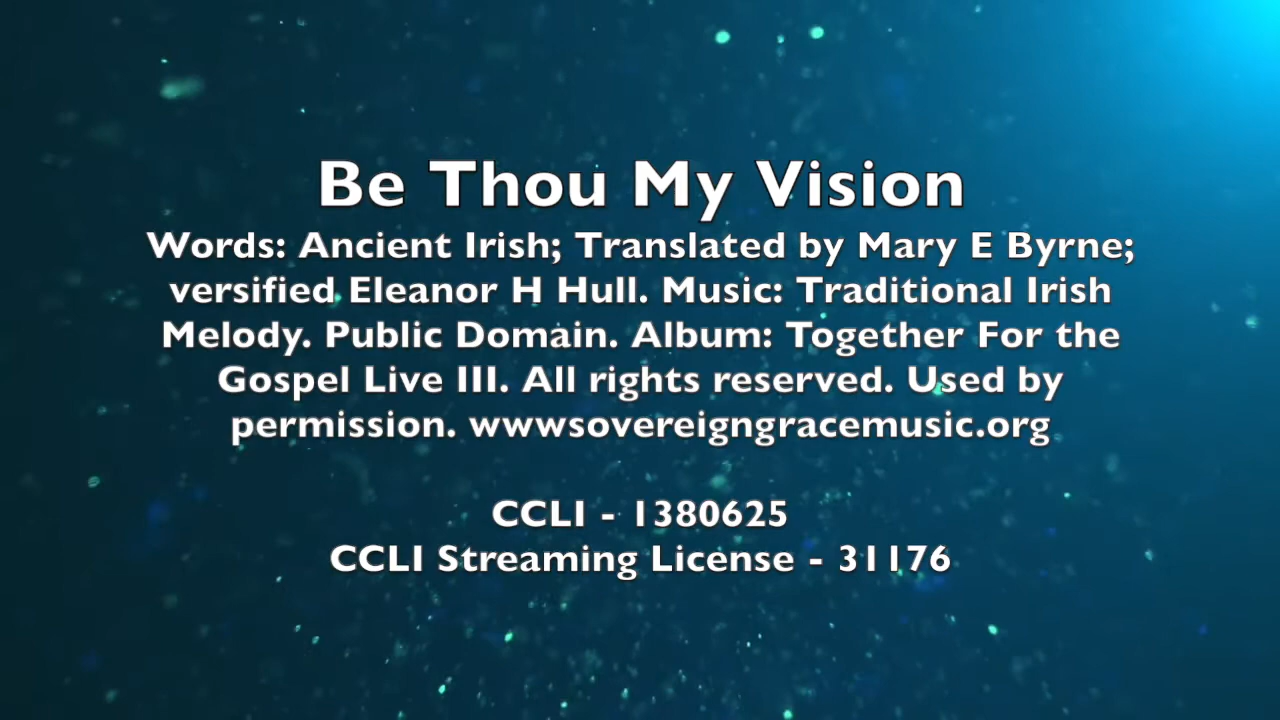 Be Thou My Vision
Words: Ancient Irish; Translated by Mary E Byrne;
versified Eleanor H Hull. Music: Traditional Irish
Melody. Public Domain. Album: Together For the
Gospel Live III. All rights reserved. Used by
permission. wwwsovereigngracemusic.org
CCLI - 1380625
CCLI Streaming License - 31176